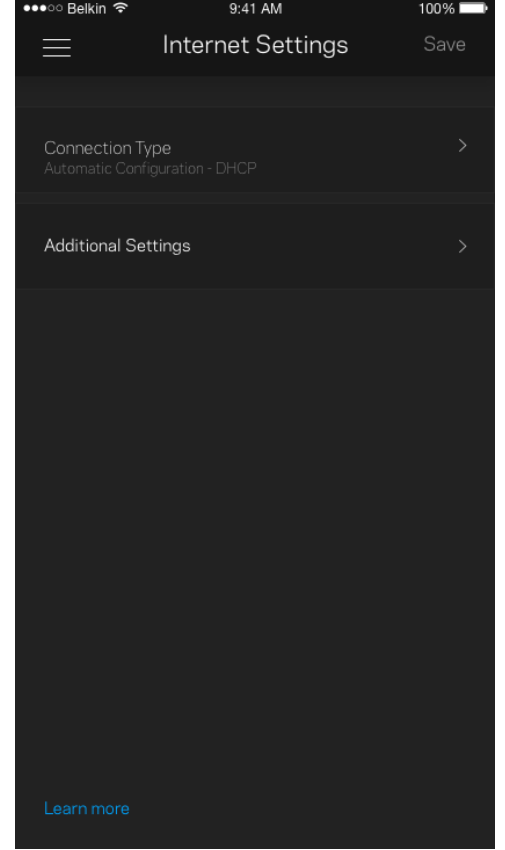 Belkin 9:41 AM 100%
Internet Settings Save
Connection Type
Automatic Configuration - DHCP
Additional Settings
Learn more